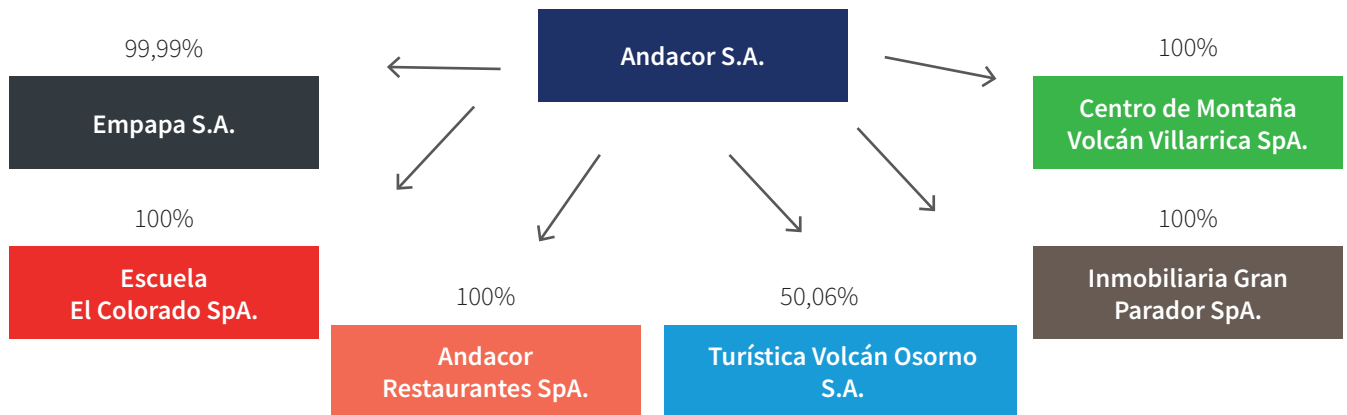 Andacor S.A.
99,99%
Empapa S.A.
100%
Centro de Montaña
Volcán Villarrica SpA.
100%
Escuela
El Colorado SpA.
100%
Inmobiliaria Gran
Parador SpA.
100%
Andacor
Restaurantes SpA.
50,06%
Turística Volcán Osorno
S.A.